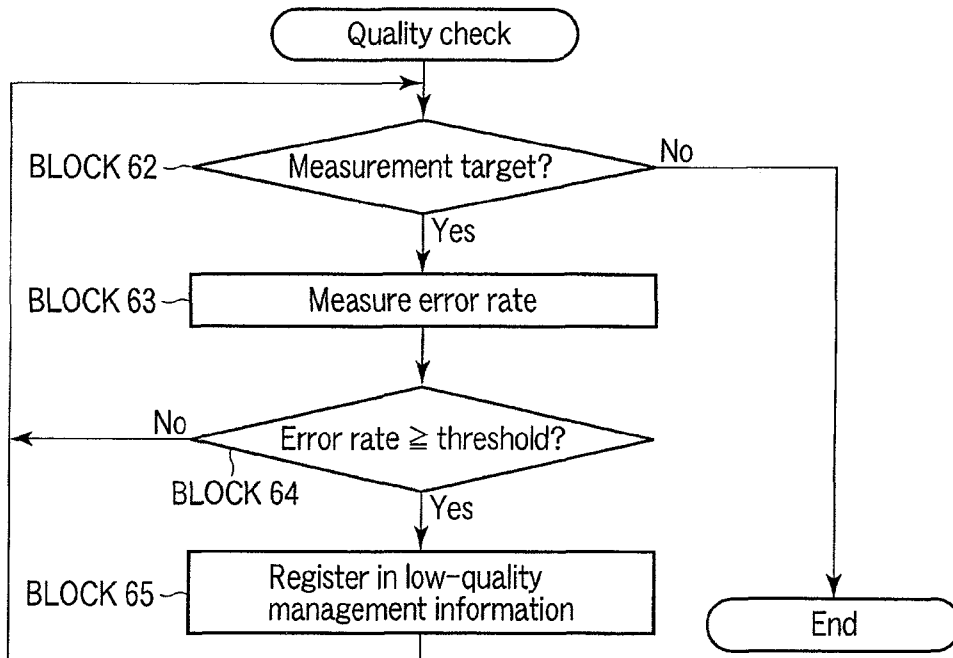 Quality check
BLOCK 62
Measurement target?
No
Yes
BLOCK 63
Measure error rate
No
Error rate ≧ threshold?
BLOCK 64
Yes
BLOCK 65
Register in low-quality
management information
End